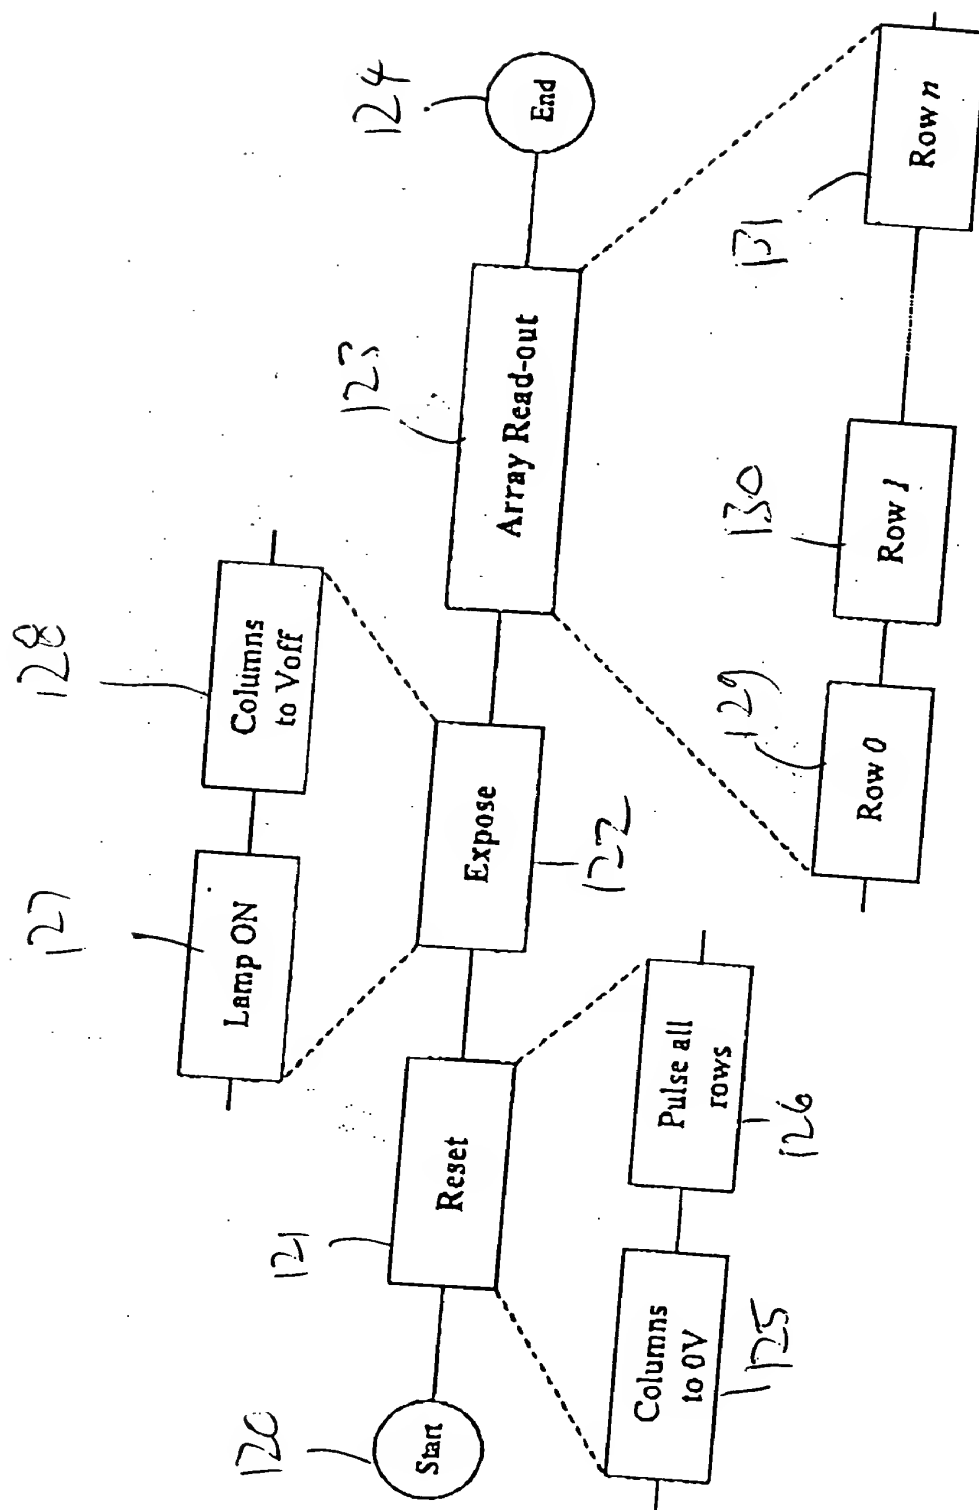 127
Lamp ON
128
Columns
to Voff
120
Start
121
Reset
Expose
122
123
Array Read-out
124
End
Columns
to 0V
125
Pulse all
rows
126
129
Row 0
130
Row 1
131
Row n